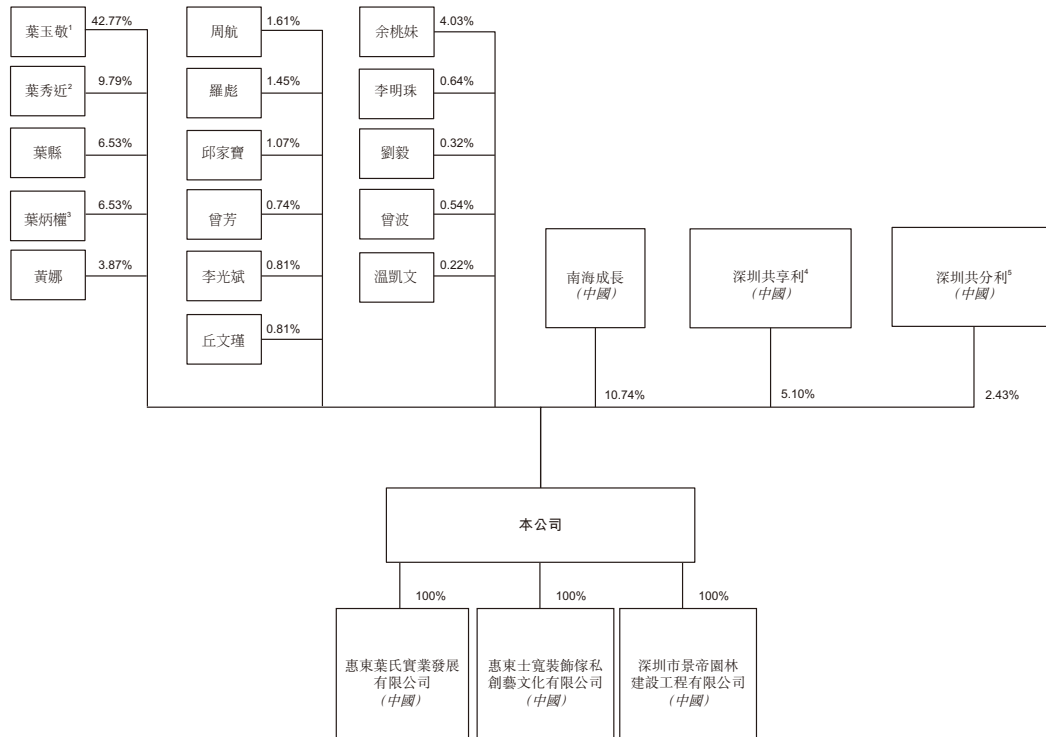 葉玉敬1
42.77%
葉秀近2
9.79%
葉縣
6.53%
葉炳權3
6.53%
黃娜
3.87%
周航
1.61%
羅彪
1.45%
邱家寶
1.07%
曾芳
0.74%
李光斌
0.81%
丘文瑾
0.81%
余桃妹
4.03%
李明珠
0.64%
劉毅
0.32%
曾波
0.54%
溫凱文
0.22%
南海成長
(中國)
10.74%
深圳共享利4
(中國)
5.10%
深圳共分利5
(中國)
2.43%
本公司
100%
100%
100%
惠東葉氏實業發展
有限公司
(中國)
惠東士寬裝飾傢私
創藝文化有限公司
(中國)
深圳市景帝園林
建設工程有限公司
(中國)